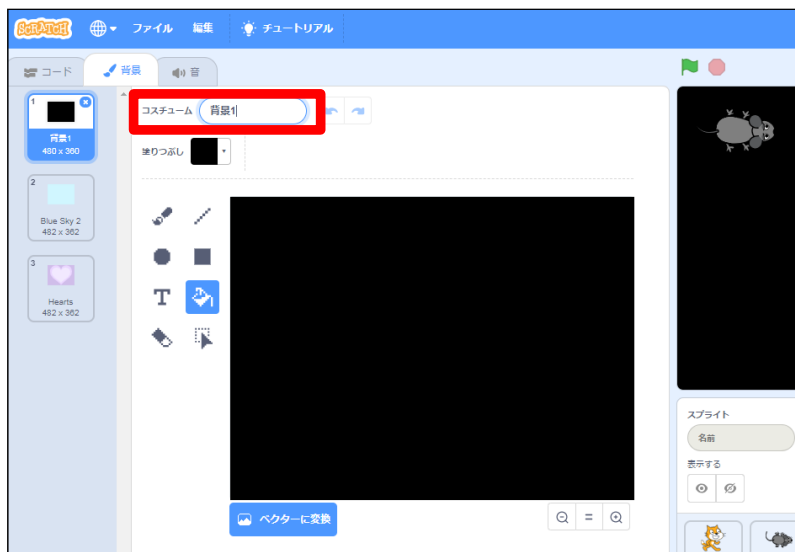 SCRATCH ファイル 編集 チュートリアル
コード 背景 音
1
背景1
480 x 360
2
Blue Sky 2
482 x 362
3
Hearts
482 x 362
コスチューム 背景1
塗りつぶし
T
ベクターに変換
スプライト
名前
表示する